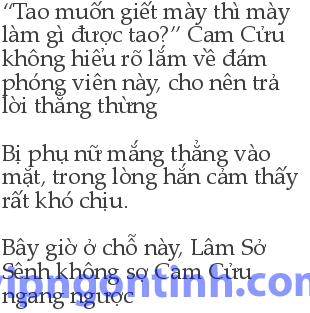 “Tao muốn giết mày thì mày
làm gì được tao?” Cam Cửu
không hiểu rõ lắm về đám
phóng viên này, cho nên trả
lời thẳng thừng
Bị phụ nữ mắng thẳng vào
mặt, trong lòng hắn cảm thấy
rất khó chịu.
Bây giờ ở chỗ này, Lâm Sở
Sênh không sợ Cam Cửu
ngang ngược
vipngontinh.com